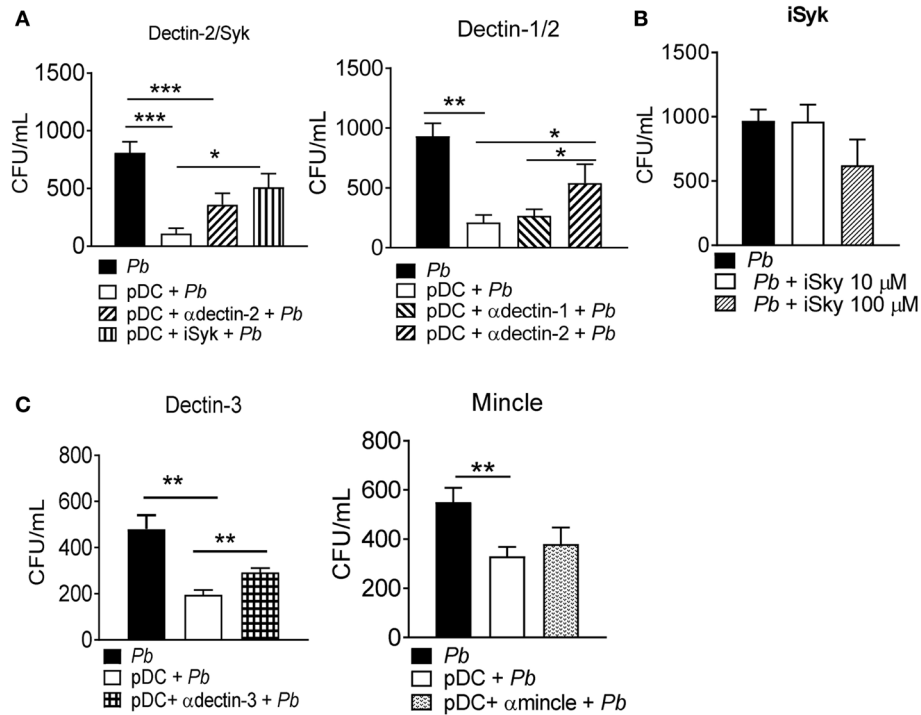 A
Dectin-2/Syk
CFU/mL
1500
1000
500
0
***
***
*
Pb
pDC + Pb
pDC + αdectin-2 + Pb
pDC + iSyk + Pb
Dectin-1/2
CFU/mL
1500
1000
500
0
**
*
*
Pb
pDC + Pb
pDC + αdectin-1 + Pb
pDC + αdectin-2 + Pb
B
iSyk
CFU/mL
1500
1000
500
0
Pb
Pb + iSky 10 μM
Pb + iSky 100 μM
C
Dectin-3
CFU/mL
800
600
400
200
0
**
**
Pb
pDC + Pb
pDC+ αdectin-3 + Pb
Mincle
CFU/mL
800
600
400
200
0
**
Pb
pDC + Pb
pDC+ αmincle + Pb